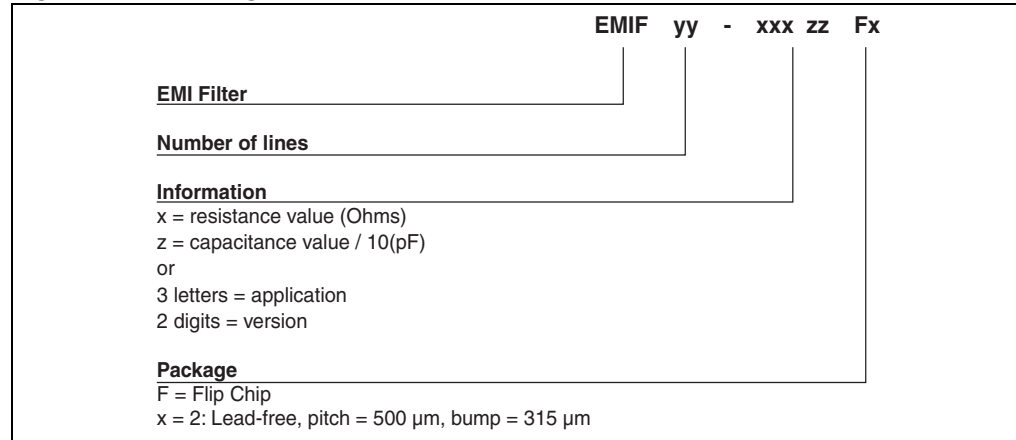 EMIF yy - xxx zz Fx
EMI Filter
Number of lines
Information
x = resistance value (Ohms)
z = capacitance value / 10(pF)
or
3 letters = application
2 digits = version
Package
F = Flip Chip
x = 2: Lead-free, pitch = 500 µm, bump = 315 µm